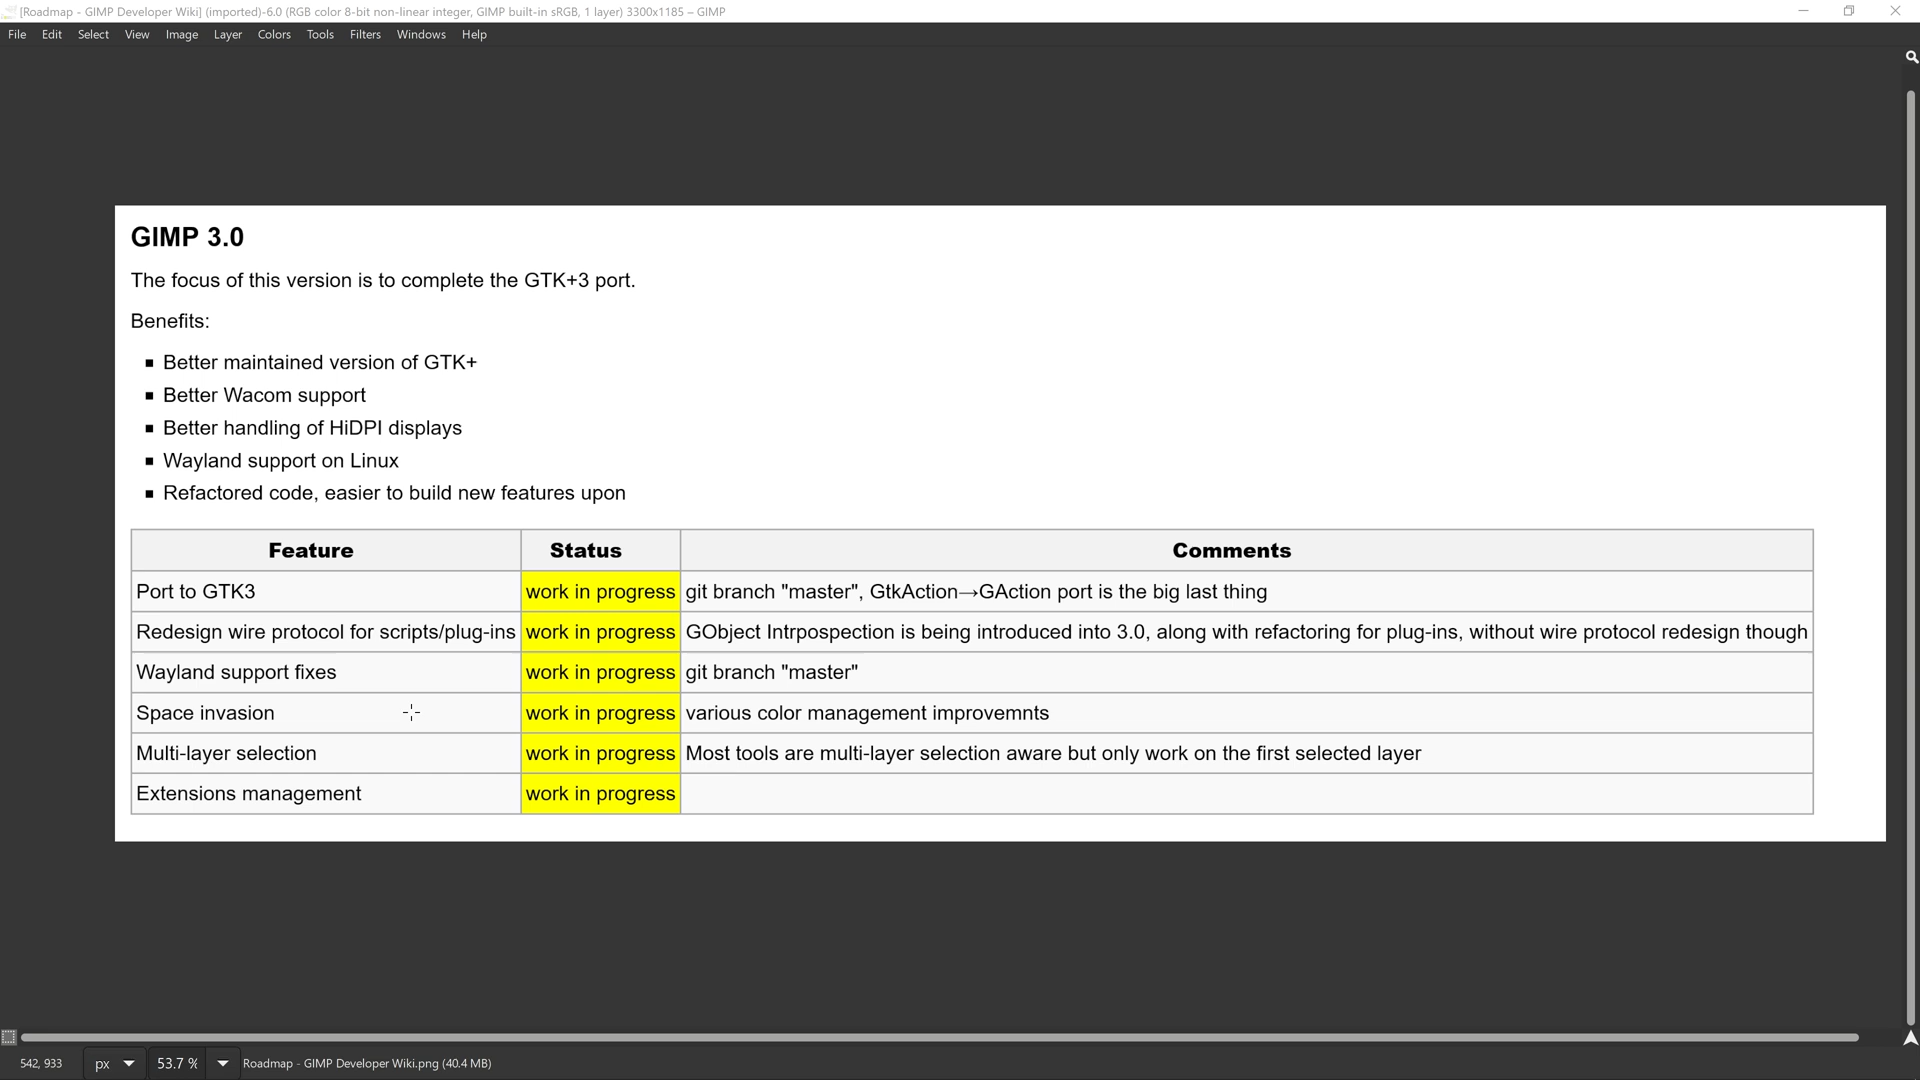 [Roadmap - GIMP Developer Wiki] (imported)-6.0 (RGB color 8-bit non-linear integer, GIMP built-in sRGB, 1 layer) 3300x1185 – GIMP
File Edit Select View Image Layer Colors Tools Filters Windows Help
GIMP 3.0
The focus of this version is to complete the GTK+3 port.
Benefits:
▪ Better maintained version of GTK+
▪ Better Wacom support
▪ Better handling of HiDPI displays
▪ Wayland support on Linux
▪ Refactored code, easier to build new features upon
Feature Status Comments
Port to GTK3 work in progress git branch "master", GtkAction→GAction port is the big last thing
Redesign wire protocol for scripts/plug-ins work in progress GObject Intrpospection is being introduced into 3.0, along with refactoring for plug-ins, without wire protocol redesign though
Wayland support fixes work in progress git branch "master"
Space invasion work in progress various color management improvemnts
Multi-layer selection work in progress Most tools are multi-layer selection aware but only work on the first selected layer
Extensions management work in progress
542, 933 px 53.7 % Roadmap - GIMP Developer Wiki.png (40.4 MB)